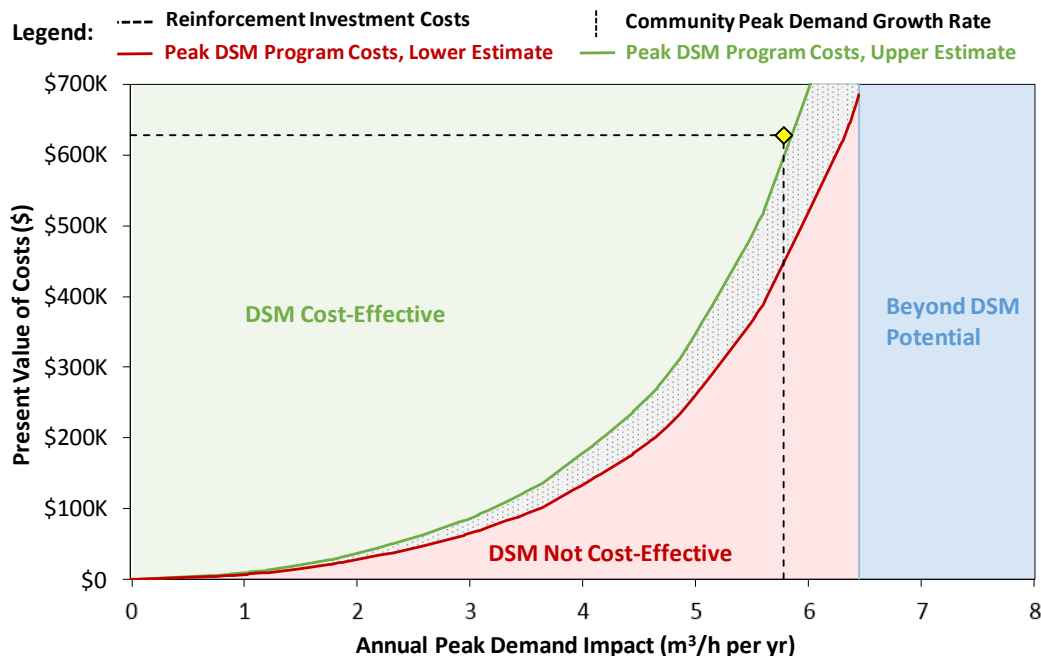 Legend:
Reinforcement Investment Costs
Community Peak Demand Growth Rate
Peak DSM Program Costs, Lower Estimate
Peak DSM Program Costs, Upper Estimate
$700K
$600K
$500K
$400K
$300K
$200K
$100K
$0
Present Value of Costs ($)
DSM Cost-Effective
Beyond DSM
Potential
DSM Not Cost-Effective
0 1 2 3 4 5 6 7 8
Annual Peak Demand Impact (m³/h per yr)